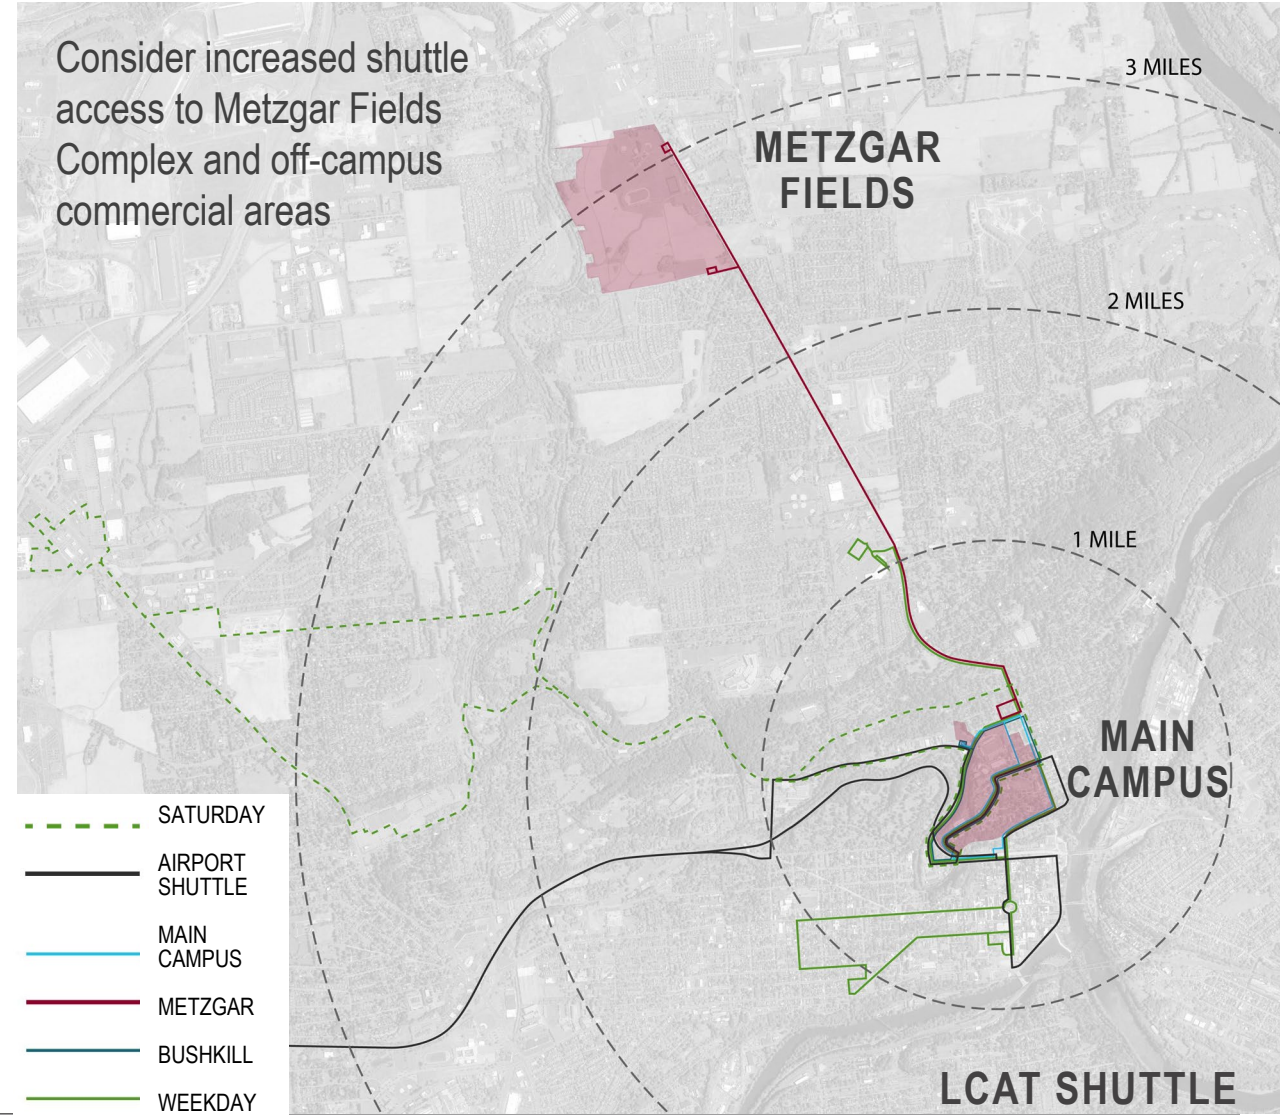 Consider increased shuttle
access to Metzgar Fields
Complex and off-campus
commercial areas
3 MILES
METZGAR
FIELDS
2 MILES
1 MILE
MAIN
CAMPUS
SATURDAY
AIRPORT
SHUTTLE
MAIN
CAMPUS
METZGAR
BUSHKILL
WEEKDAY
LCAT SHUTTLE